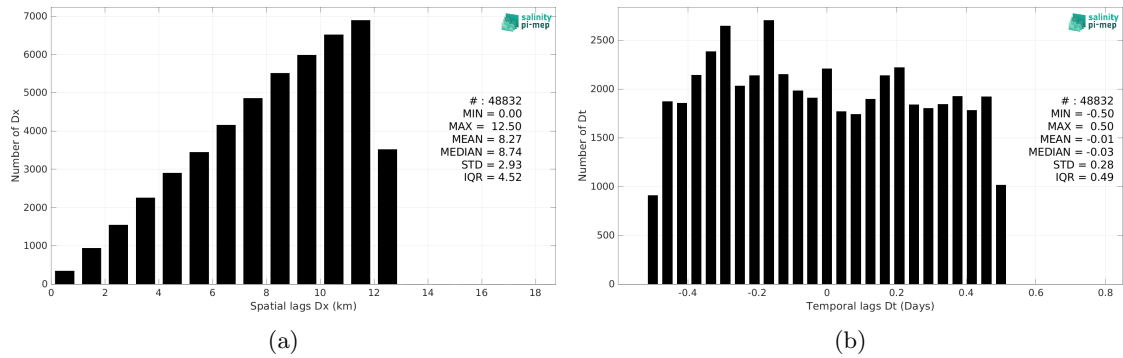 7000
6000
5000
4000
3000
2000
1000
0
Number of Dx
0 2 4 6 8 10 12 14 16 18
Spatial lags Dx (km)
salinity
pi-mep
# : 48832
MIN = 0.00
MAX = 12.50
MEAN = 8.27
MEDIAN = 8.74
STD = 2.93
IQR = 4.52
(a)
2500
2000
1500
1000
500
0
Number of Dt
-0.4 -0.2 0 0.2 0.4 0.6 0.8
Temporal lags Dt (Days)
salinity
pi-mep
# : 48832
MIN = -0.50
MAX = 0.50
MEAN = -0.01
MEDIAN = -0.03
STD = 0.28
IQR = 0.49
(b)